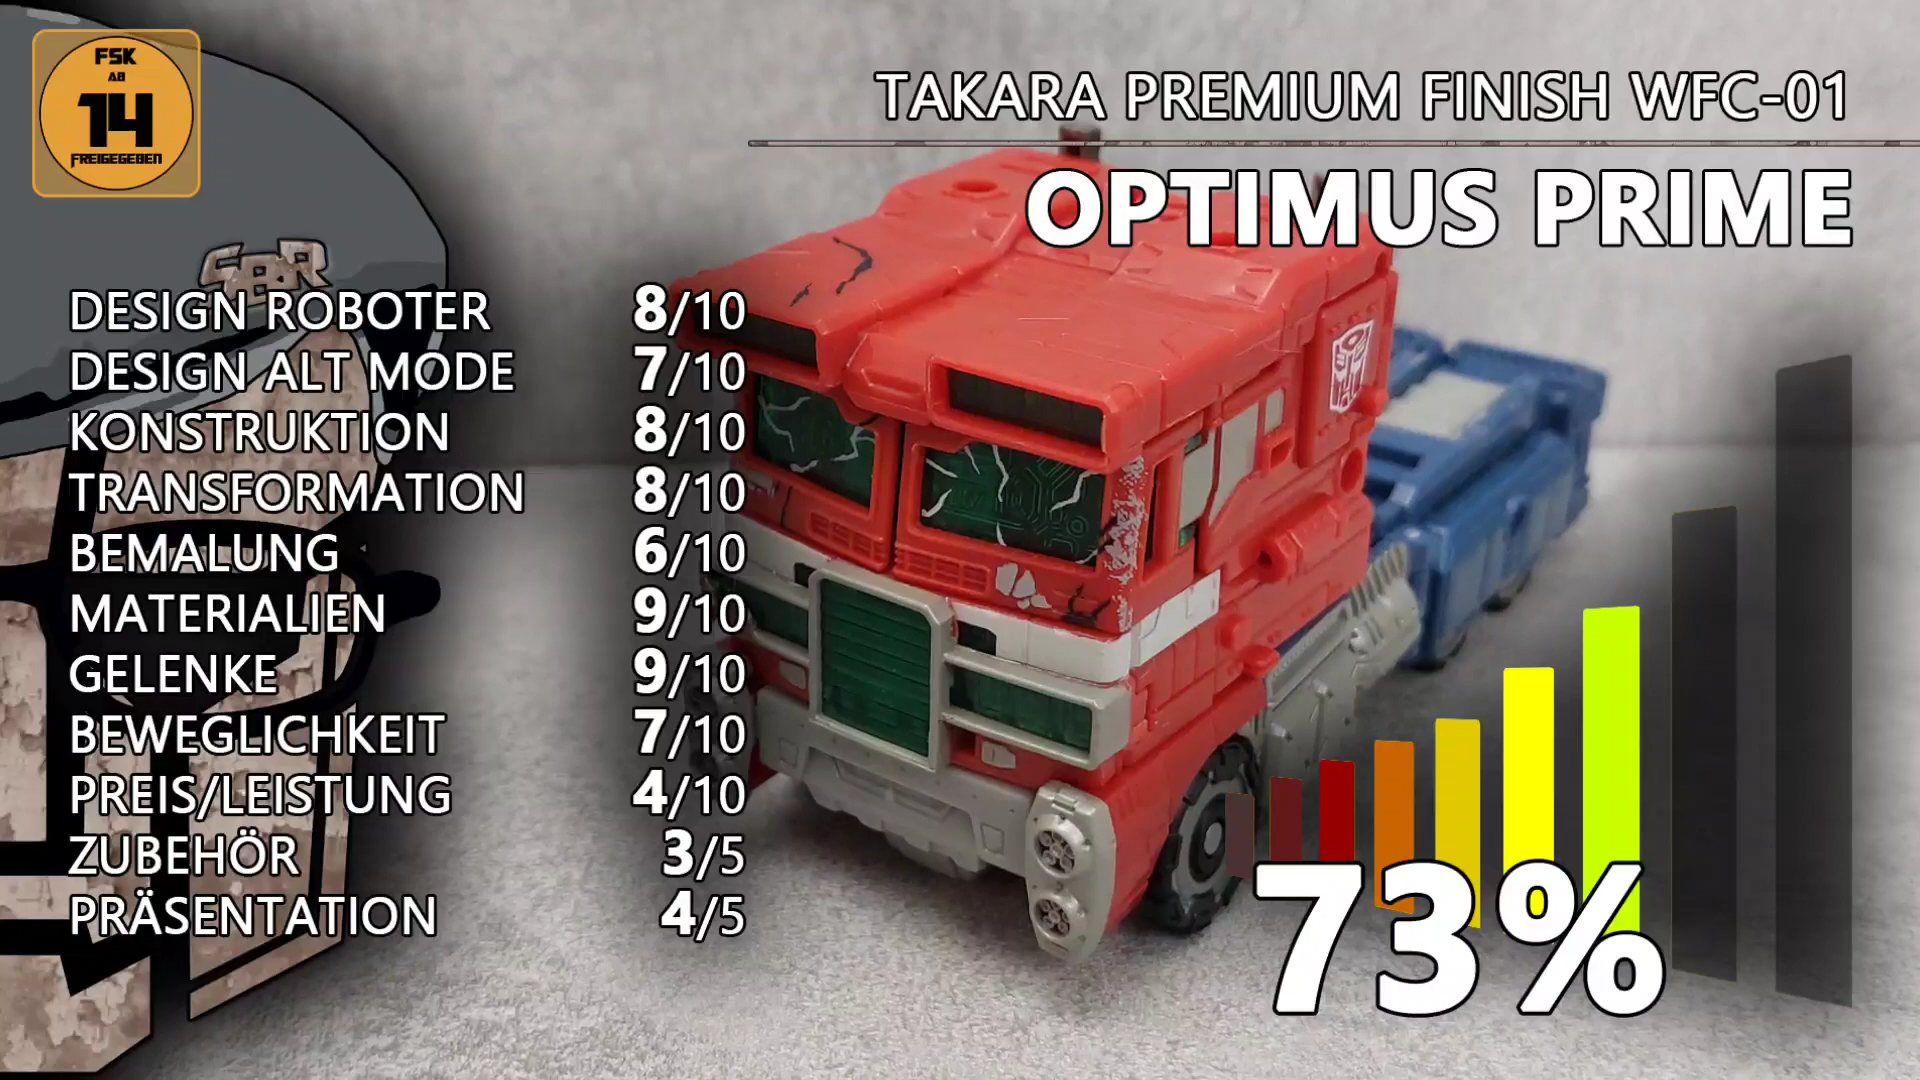 FSK
AB
14
FREIGEGEBEN
TAKARA PREMIUM FINISH WFC-01
OPTIMUS PRIME
SBR
DESIGN ROBOTER 8/10
DESIGN ALT MODE 7/10
KONSTRUKTION 8/10
TRANSFORMATION 8/10
BEMALUNG 6/10
MATERIALIEN 9/10
GELENKE 9/10
BEWEGLICHKEIT 7/10
PREIS/LEISTUNG 4/10
ZUBEHÖR 3/5
PRÄSENTATION 4/5
73%